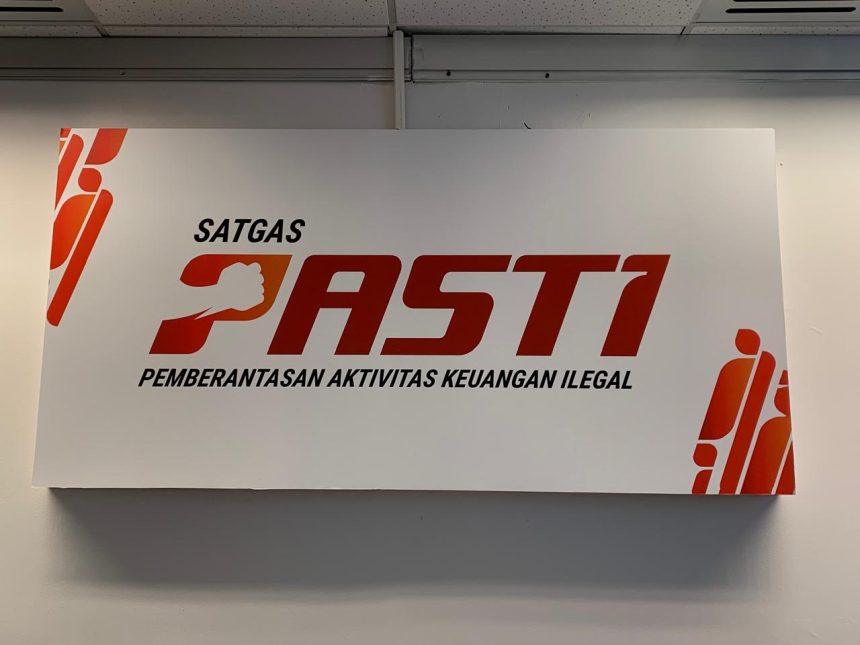 SATGAS
PASTI
PEMBERANTASAN AKTIVITAS KEUANGAN ILEGAL